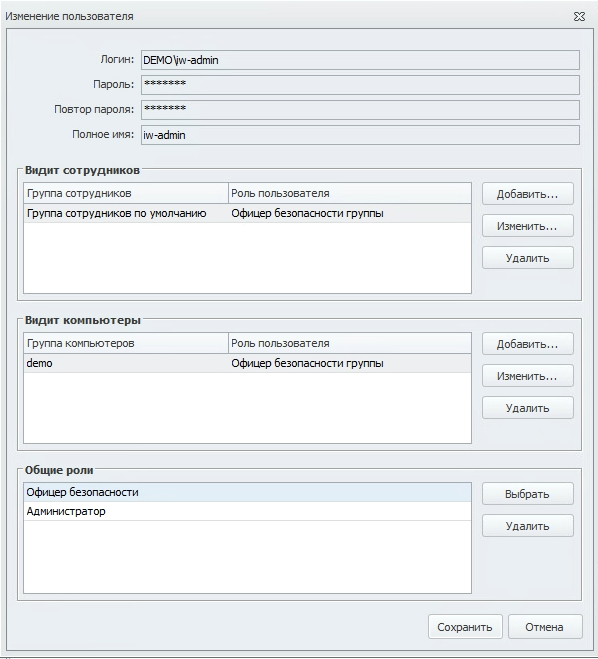 Изменение пользователя
Логин: DEMO\iw-admin
Пароль: *******
Повтор пароля: *******
Полное имя: iw-admin
Видит сотрудников
Группа сотрудников Роль пользователя Добавить...
Группа сотрудников по умолчанию Офицер безопасности группы
Изменить...
Удалить
Видит компьютеры
Группа компьютеров Роль пользователя Добавить...
demo Офицер безопасности группы
Изменить...
Удалить
Общие роли
Офицер безопасности Выбрать
Администратор
Удалить
Сохранить Отмена